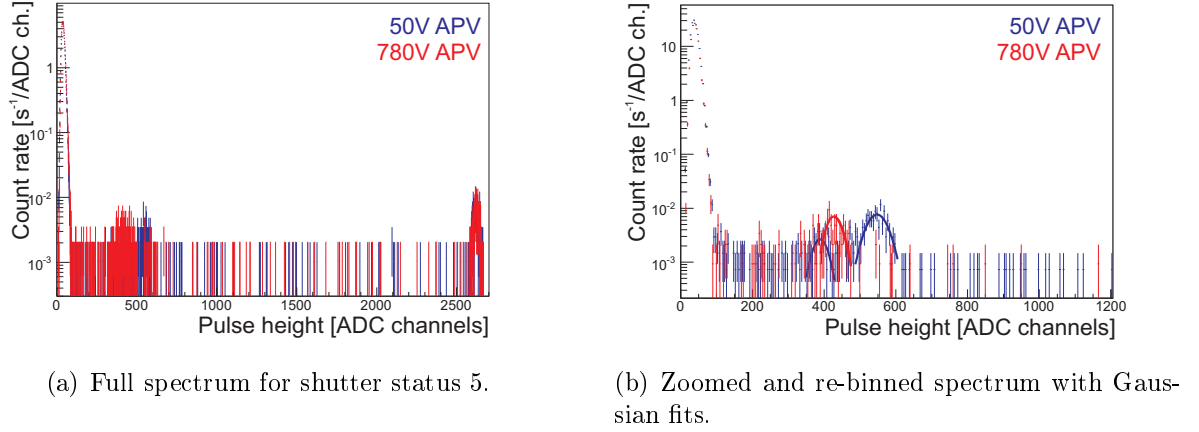 Count rate [s⁻¹/ADC ch.]
50V APV
780V APV
1
10⁻¹
10⁻²
10⁻³
0 500 1000 1500 2000 2500
Pulse height [ADC channels]
(a) Full spectrum for shutter status 5.
Count rate [s⁻¹/ADC ch.]
50V APV
780V APV
10
1
10⁻¹
10⁻²
10⁻³
0 200 400 600 800 1000 1200
Pulse height [ADC channels]
(b) Zoomed and re-binned spectrum with Gaus-
sian fits.